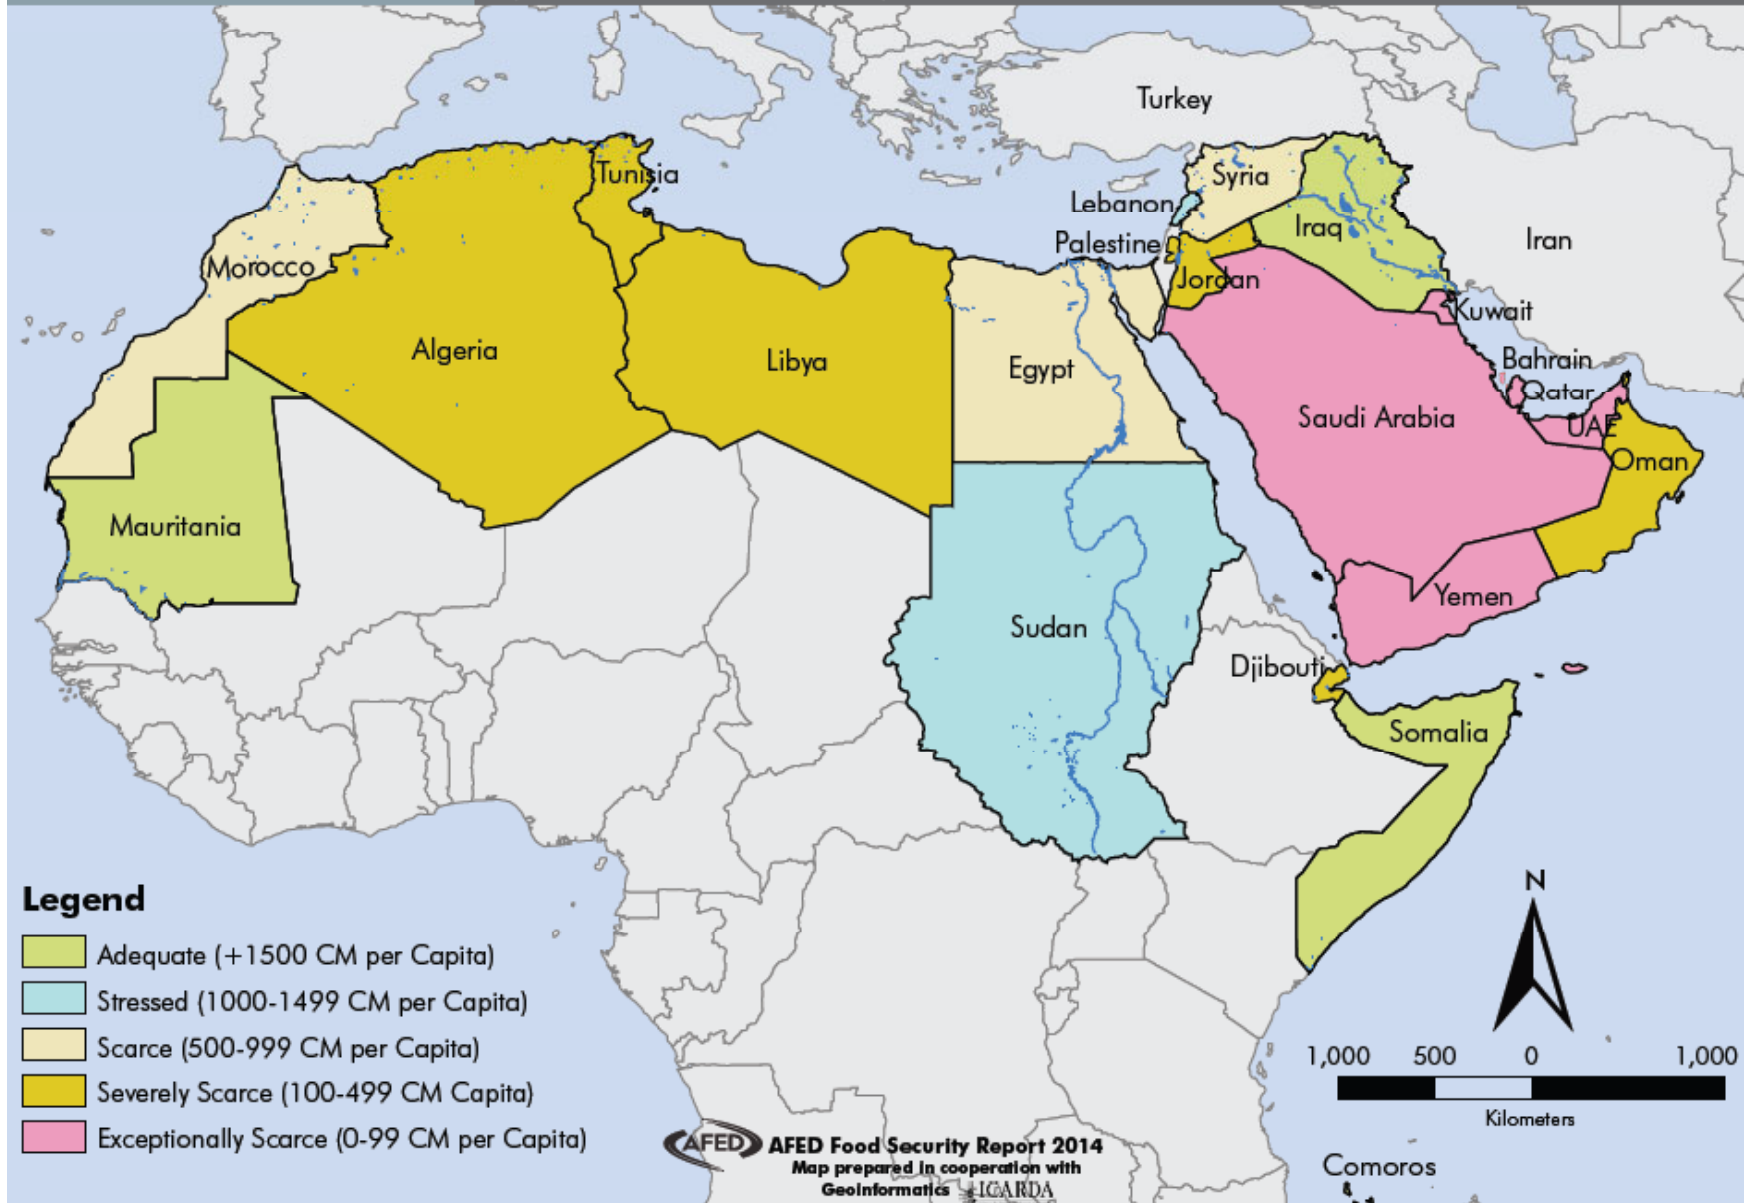 Turkey
Tunisia
Syria
Lebanon
Iraq
Iran
Palestine
Morocco
Jordan
Kuwait
Algeria
Libya
Egypt
Bahrain
Qatar
Saudi Arabia
UAE
Oman
Mauritania
Yemen
Sudan
Djibouti
Somalia
Legend
N
Adequate (+1500 CM per Capita)
Stressed (1000-1499 CM per Capita)
Scarce (500-999 CM per Capita)
Severely Scarce (100-499 CM Capita)
Exceptionally Scarce (0-99 CM per Capita)
1,000 500 0 1,000
Kilometers
AFED AFED Food Security Report 2014
Map prepared in cooperation with
Geoinformatics ICARDA
Comoros